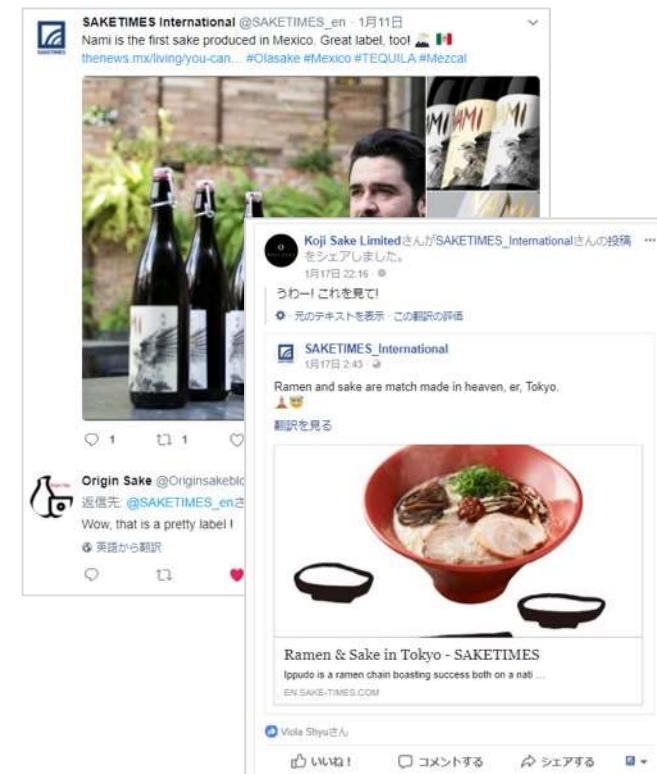 SAKETIMES International @SAKETIMES_en · 1月11日
Nami is the first sake produced in Mexico. Great label, too! 🗻 🇲🇽
thenews.mx/living/you-can... #Olasake #Mexico #TEQUILA #Mezcal
SAKETIMES
1 1
Origin Sake @Originsakeblo
返信先: @SAKETIMES_enさ
Wow, that is a pretty label !
英語から翻訳
Koji Sake LimitedさんがSAKETIMES_Internationalさんの投稿
をシェアしました。
1月17日 22:16 ·
うわー! これを見て!
元のテキストを表示 · この翻訳の評価
SAKETIMES_International
1月17日 2:43 ·
Ramen and sake are match made in heaven, er, Tokyo.
🗼😇
翻訳を見る
Ramen & Sake in Tokyo - SAKETIMES
Ippudo is a ramen chain boasting success both on a nati ...
EN.SAKE-TIMES.COM
Viola Shyuさん
いいね! コメントする シェアする